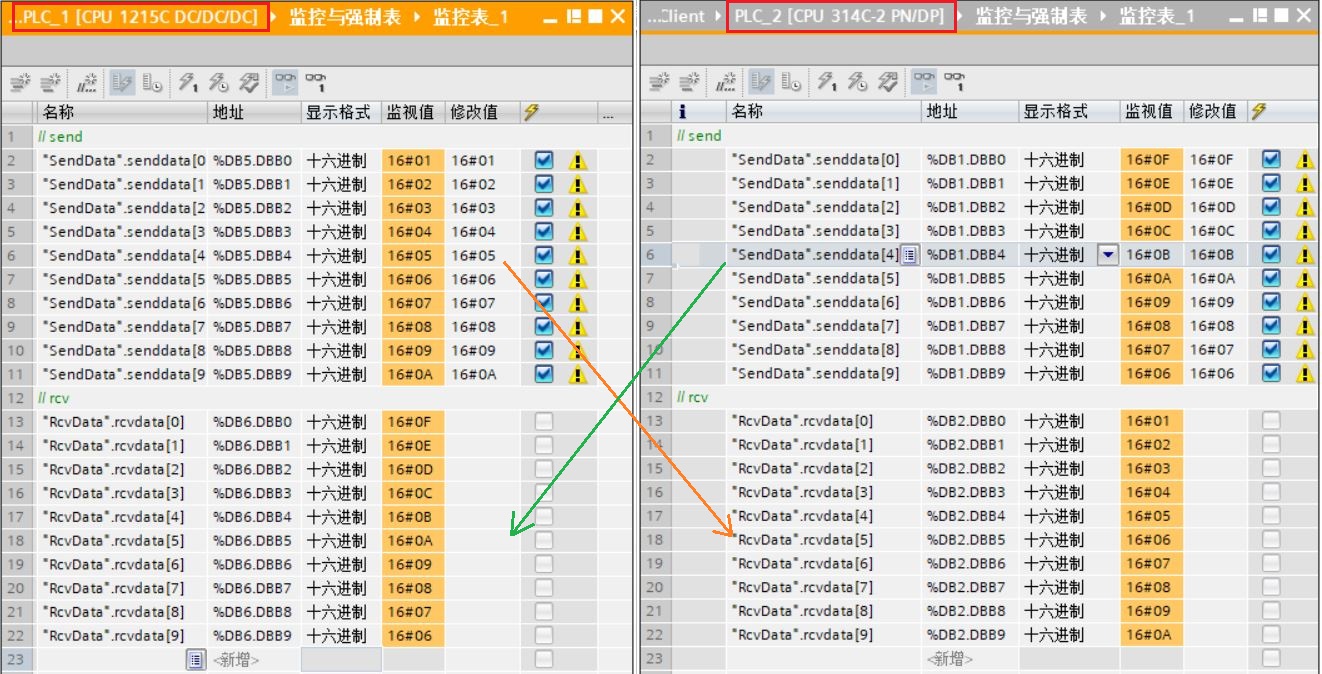 ...PLC_1 [CPU 1215C DC/DC/DC] 监控与强制表 监控表_1
名称 地址 显示格式 监视值 修改值 ...
1 // send
2 "SendData".senddata[0 %DB5.DBB0 十六进制 16#01 16#01
3 "SendData".senddata[1 %DB5.DBB1 十六进制 16#02 16#02
4 "SendData".senddata[2 %DB5.DBB2 十六进制 16#03 16#03
5 "SendData".senddata[3 %DB5.DBB3 十六进制 16#04 16#04
6 "SendData".senddata[4 %DB5.DBB4 十六进制 16#05 16#05
7 "SendData".senddata[5 %DB5.DBB5 十六进制 16#06 16#06
8 "SendData".senddata[6 %DB5.DBB6 十六进制 16#07 16#07
9 "SendData".senddata[7 %DB5.DBB7 十六进制 16#08 16#08
10 "SendData".senddata[8 %DB5.DBB8 十六进制 16#09 16#09
11 "SendData".senddata[9 %DB5.DBB9 十六进制 16#0A 16#0A
12 // rcv
13 "RcvData".rcvdata[0] %DB6.DBB0 十六进制 16#0F
14 "RcvData".rcvdata[1] %DB6.DBB1 十六进制 16#0E
15 "RcvData".rcvdata[2] %DB6.DBB2 十六进制 16#0D
16 "RcvData".rcvdata[3] %DB6.DBB3 十六进制 16#0C
17 "RcvData".rcvdata[4] %DB6.DBB4 十六进制 16#0B
18 "RcvData".rcvdata[5] %DB6.DBB5 十六进制 16#0A
19 "RcvData".rcvdata[6] %DB6.DBB6 十六进制 16#09
20 "RcvData".rcvdata[7] %DB6.DBB7 十六进制 16#08
21 "RcvData".rcvdata[8] %DB6.DBB8 十六进制 16#07
22 "RcvData".rcvdata[9] %DB6.DBB9 十六进制 16#06
23 <新增>
...Client PLC_2 [CPU 314C-2 PN/DP] 监控与强制表 监控表_1
i 名称 地址 显示格式 监视值 修改值
1 // send
2 "SendData".senddata[0] %DB1.DBB0 十六进制 16#0F 16#0F
3 "SendData".senddata[1] %DB1.DBB1 十六进制 16#0E 16#0E
4 "SendData".senddata[2] %DB1.DBB2 十六进制 16#0D 16#0D
5 "SendData".senddata[3] %DB1.DBB3 十六进制 16#0C 16#0C
6 "SendData".senddata[4] %DB1.DBB4 十六进制 16#0B 16#0B
7 "SendData".senddata[5] %DB1.DBB5 十六进制 16#0A 16#0A
8 "SendData".senddata[6] %DB1.DBB6 十六进制 16#09 16#09
9 "SendData".senddata[7] %DB1.DBB7 十六进制 16#08 16#08
10 "SendData".senddata[8] %DB1.DBB8 十六进制 16#07 16#07
11 "SendData".senddata[9] %DB1.DBB9 十六进制 16#06 16#06
12 // rcv
13 "RcvData".rcvdata[0] %DB2.DBB0 十六进制 16#01
14 "RcvData".rcvdata[1] %DB2.DBB1 十六进制 16#02
15 "RcvData".rcvdata[2] %DB2.DBB2 十六进制 16#03
16 "RcvData".rcvdata[3] %DB2.DBB3 十六进制 16#04
17 "RcvData".rcvdata[4] %DB2.DBB4 十六进制 16#05
18 "RcvData".rcvdata[5] %DB2.DBB5 十六进制 16#06
19 "RcvData".rcvdata[6] %DB2.DBB6 十六进制 16#07
20 "RcvData".rcvdata[7] %DB2.DBB7 十六进制 16#08
21 "RcvData".rcvdata[8] %DB2.DBB8 十六进制 16#09
22 "RcvData".rcvdata[9] %DB2.DBB9 十六进制 16#0A
23 <新增>